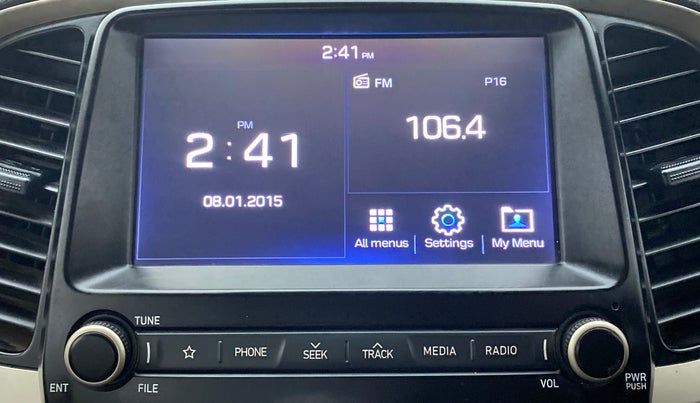 2:41 PM
PM
2:41
08.01.2015
FM P16
106.4
All menus Settings My Menu
TUNE
PHONE SEEK TRACK MEDIA RADIO
ENT FILE VOL PWR
PUSH